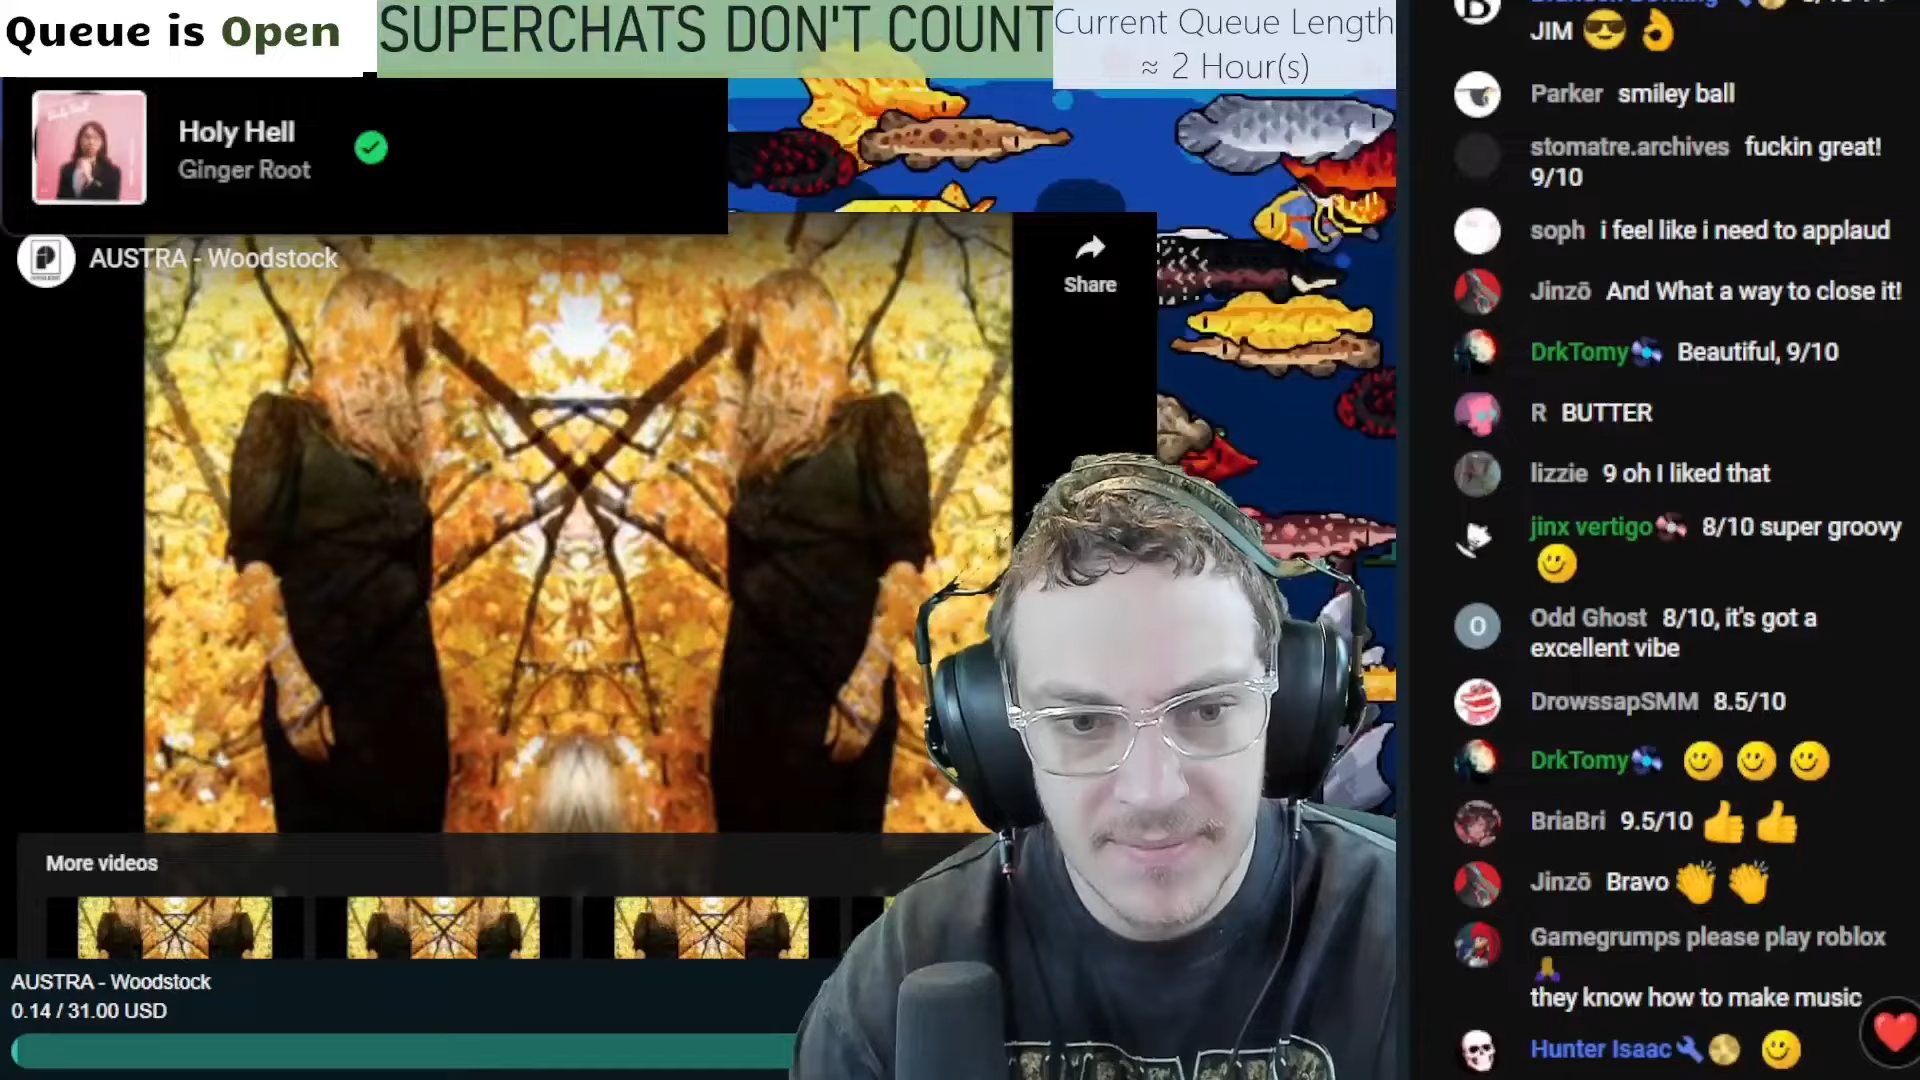 Queue is Open
SUPERCHATS DON'T COUNT
Current Queue Length
≈ 2 Hour(s)
Holy Hell
Ginger Root
AUSTRA - Woodstock
Share
More videos
AUSTRA - Woodstock
0.14 / 31.00 USD
JIM
Parker smiley ball
stomatre.archives fuckin great!
9/10
soph i feel like i need to applaud
Jinzō And What a way to close it!
DrkTomy Beautiful, 9/10
R BUTTER
lizzie 9 oh I liked that
jinx vertigo 8/10 super groovy
O
Odd Ghost 8/10, it's got a
excellent vibe
DrowssapSMM 8.5/10
DrkTomy
BriaBri 9.5/10
Jinzō Bravo
Gamegrumps please play roblox
they know how to make music
Hunter Isaac